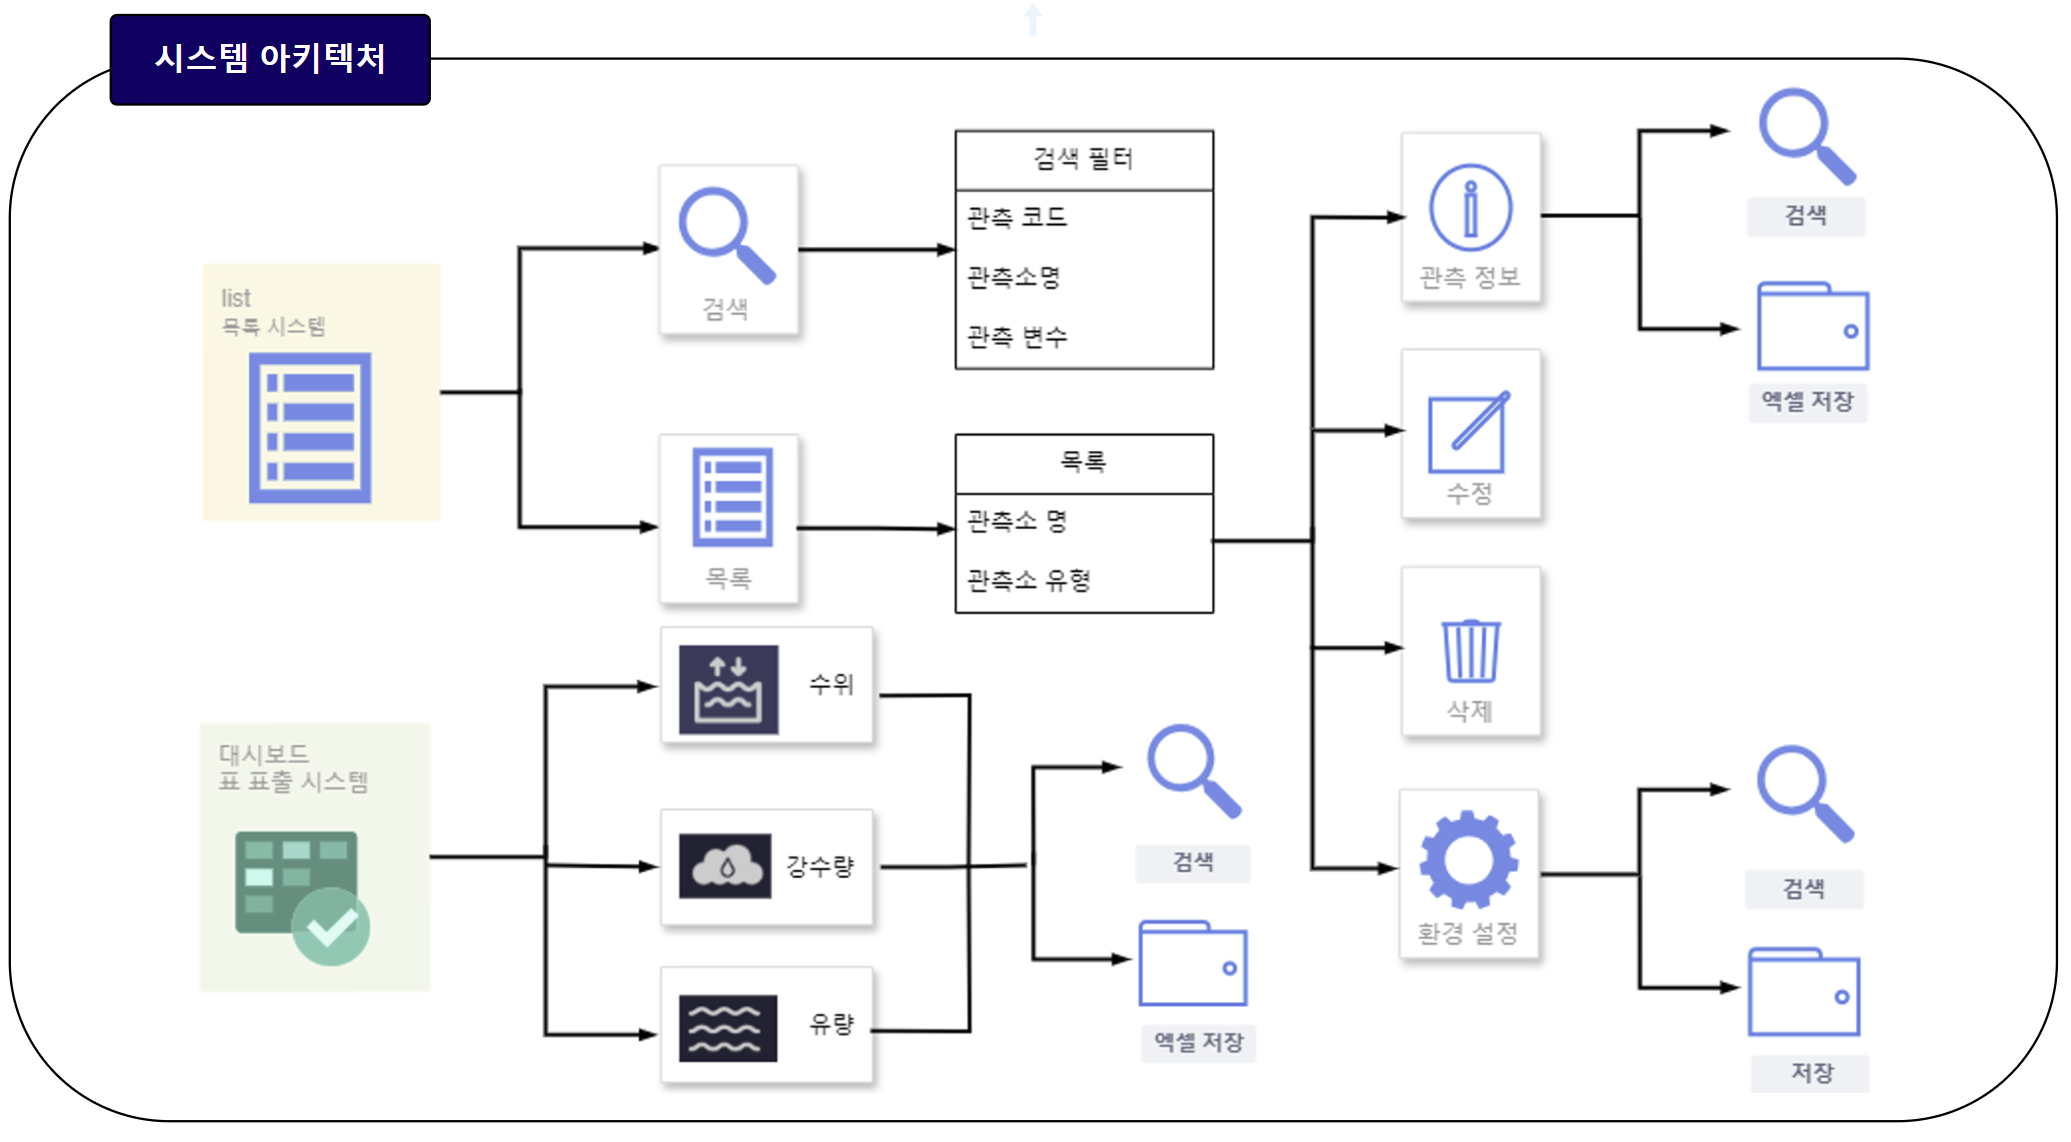 시스템 아키텍처
list
목록 시스템
검색
검색 필터
관측 코드
관측소명
관측 변수
목록
목록
관측소 명
관측소 유형
관측 정보
검색
엑셀 저장
수정
삭제
환경 설정
검색
저장
대시보드
표 표출 시스템
수위
강수량
유량
검색
엑셀 저장